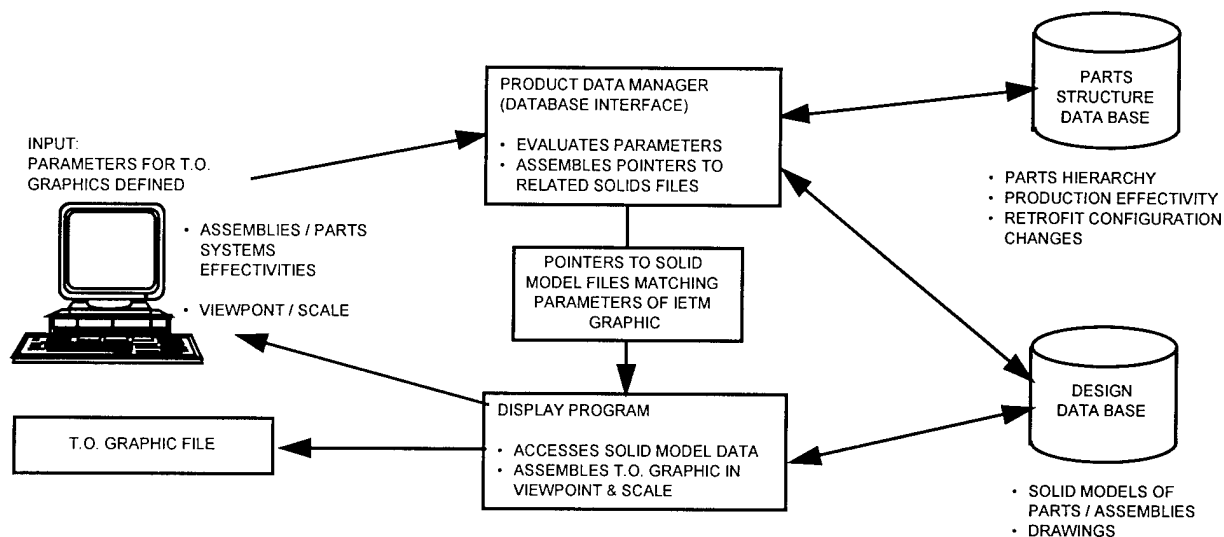 INPUT:
PARAMETERS FOR T.O.
GRAPHICS DEFINED
• ASSEMBLIES / PARTS
SYSTEMS
EFFECTIVITIES
• VIEWPONT / SCALE
PRODUCT DATA MANAGER
(DATABASE INTERFACE)
• EVALUATES PARAMETERS
• ASSEMBLES POINTERS TO
RELATED SOLIDS FILES
POINTERS TO SOLID
MODEL FILES MATCHING
PARAMETERS OF IETM
GRAPHIC
DISPLAY PROGRAM
• ACCESSES SOLID MODEL DATA
• ASSEMBLES T.O. GRAPHIC IN
VIEWPOINT & SCALE
T.O. GRAPHIC FILE
PARTS
STRUCTURE
DATA BASE
• PARTS HIERARCHY
• PRODUCTION EFFECTIVITY
• RETROFIT CONFIGURATION
CHANGES
DESIGN
DATA BASE
• SOLID MODELS OF
PARTS / ASSEMBLIES
• DRAWINGS